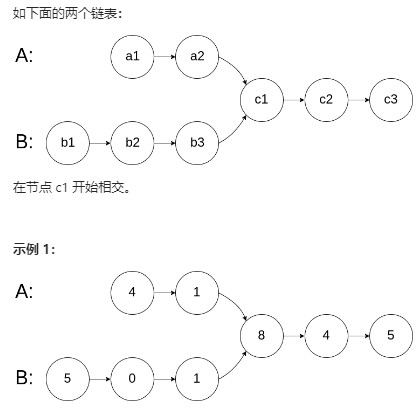 如下面的两个链表：
A: a1 a2
c1 c2 c3
B: b1 b2 b3
在节点 c1 开始相交。
示例 1：
A: 4 1
8 4 5
B: 5 0 1